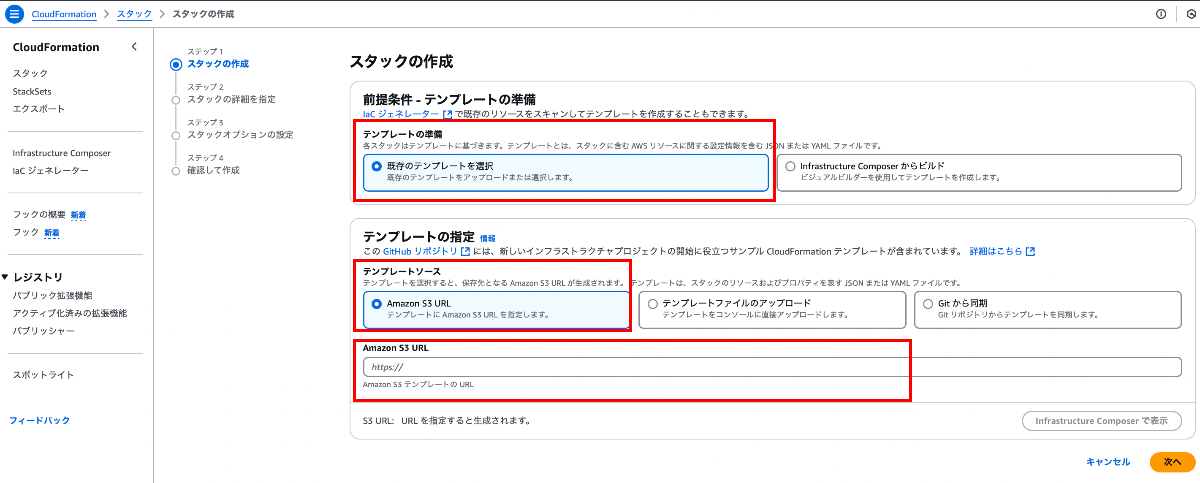 CloudFormation > スタック > スタックの作成
CloudFormation
スタック
StackSets
エクスポート
Infrastructure Composer
IaC ジェネレーター
フックの概要 新着
フック 新着
レジストリ
パブリック拡張機能
アクティブ化済みの拡張機能
パブリッシャー
スポットライト
フィードバック
ステップ 1
スタックの作成
ステップ 2
スタックの詳細を指定
ステップ 3
スタックオプションの設定
ステップ 4
確認して作成
スタックの作成
前提条件 - テンプレートの準備
IaC ジェネレーター で既存のリソースをスキャンしてテンプレートを作成することもできます。
テンプレートの準備
各スタックはテンプレートに基づきます。テンプレートとは、スタックに含む AWS リソースに関する設定情報を含む JSON または YAML ファイルです。
既存のテンプレートを選択
既存のテンプレートをアップロードまたは選択します。
Infrastructure Composer からビルド
ビジュアルビルダーを使用してテンプレートを作成します。
テンプレートの指定 情報
この GitHub リポジトリ には、新しいインフラストラクチャプロジェクトの開始に役立つサンプル CloudFormation テンプレートが含まれています。 詳細はこちら
テンプレートソース
テンプレートを選択すると、保存先となる Amazon S3 URL が生成されます。テンプレートは、スタックのリソースおよびプロパティを表す JSON または YAML ファイルです。
Amazon S3 URL
テンプレートに Amazon S3 URL を指定します。
テンプレートファイルのアップロード
テンプレートをコンソールに直接アップロードします。
Git から同期
Git リポジトリからテンプレートを同期します。
Amazon S3 URL
https://
Amazon S3 テンプレートの URL
S3 URL: URL を指定すると生成されます。
Infrastructure Composer で表示
キャンセル
次へ